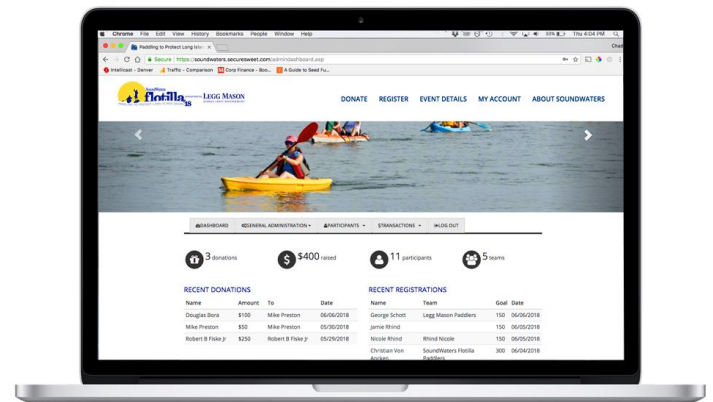 Chrome File Edit View History Bookmarks People Window Help 93% Thu 4:04 PM
Paddling to Protect Long Isla Chad
Secure https://soundwaters.securesweet.com/admin/dashboard.asp
Intellicast - Denver Traffic - Comparison Corp Finance - Boo... A Guide to Seed Fu...
SoundWaters
flotilla LEGG MASON
DONATE REGISTER EVENT DETAILS MY ACCOUNT ABOUT SOUNDWATERS
DASHBOARD GENERAL ADMINISTRATION PARTICIPANTS TRANSACTIONS LOG OUT
3 donations $400 raised 11 participants 5 teams
RECENT DONATIONS
Name Amount To Date
Douglas Bora $100 Mike Preston 06/06/2018
Mike Preston $50 Mike Preston 05/30/2018
Robert B Fiske Jr $250 Robert B Fiske Jr 05/29/2018
RECENT REGISTRATIONS
Name Team Goal Date
George Schott Legg Mason Paddlers 150 06/06/2018
Jamie Rhind 150 06/05/2018
Nicole Rhind Rhind Nicole 150 06/05/2018
Christian Von SoundWaters Flotilla 300 06/04/2018
Paddlers